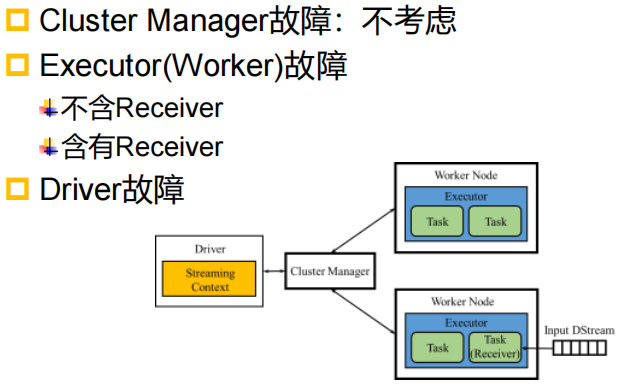 Cluster Manager故障：不考虑
Executor(Worker)故障
不含Receiver
含有Receiver
Driver故障
Driver
Streaming
Context
Cluster Manager
Worker Node
Executor
Task
Task
Worker Node
Executor
Task
Task
(Receiver)
Input DStream